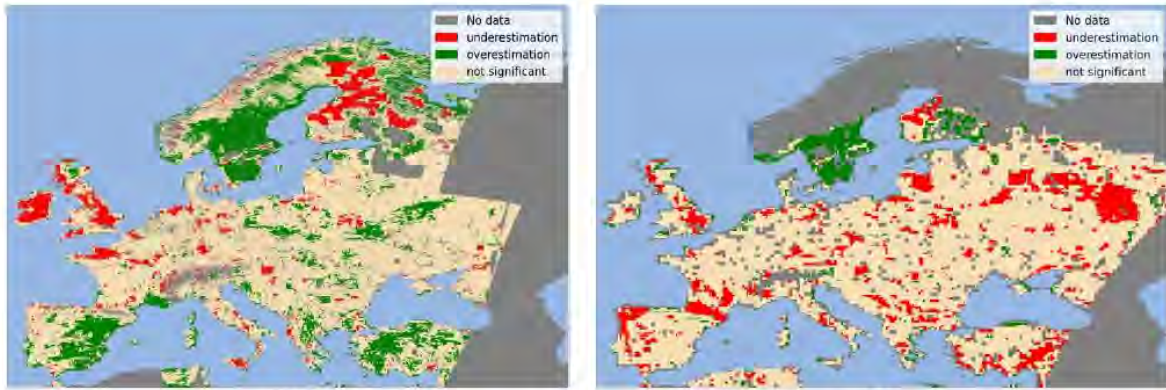 No data
underestimation
overestimation
not significant
No data
underestimation
overestimation
not significant